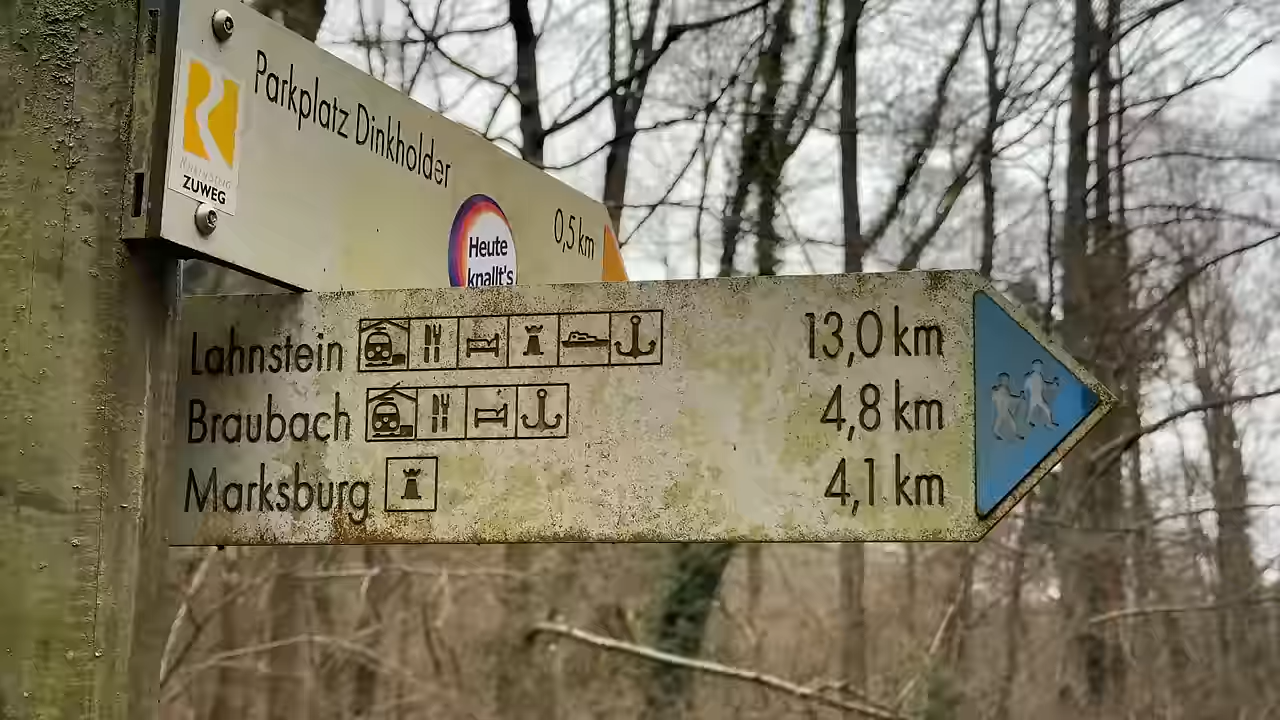 Parkplatz Dinkholder
0,5 km
RHEINSTEIG
ZUWEG
Heute
knallt's
Lahnstein 13,0 km
Braubach 4,8 km
Marksburg 4,1 km